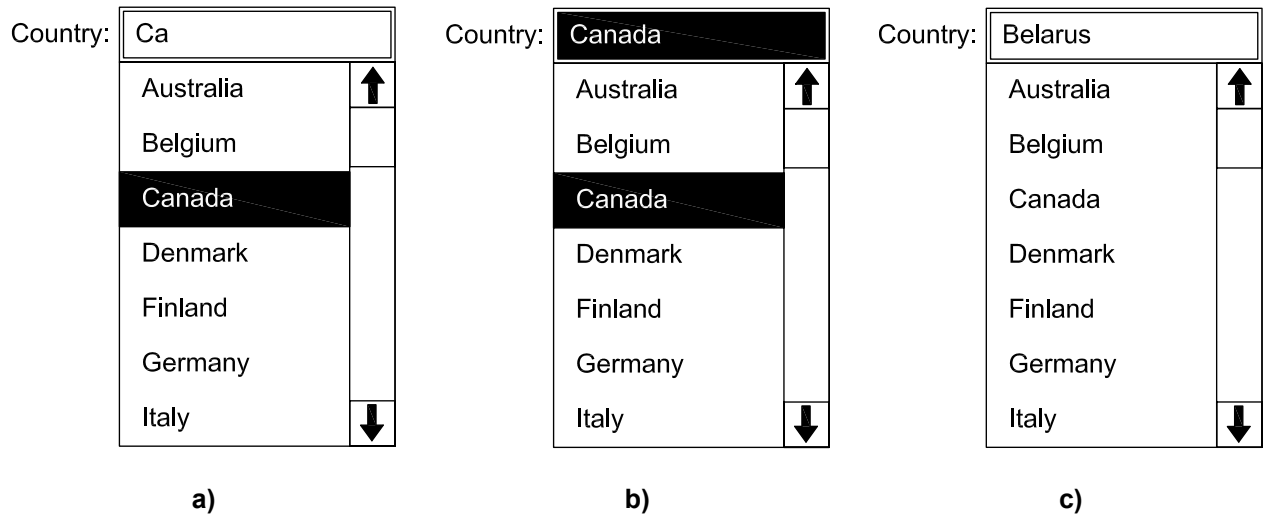 Country: Ca
Australia
Belgium
Canada
Denmark
Finland
Germany
Italy
a)
Country: Canada
Australia
Belgium
Canada
Denmark
Finland
Germany
Italy
b)
Country: Belarus
Australia
Belgium
Canada
Denmark
Finland
Germany
Italy
c)